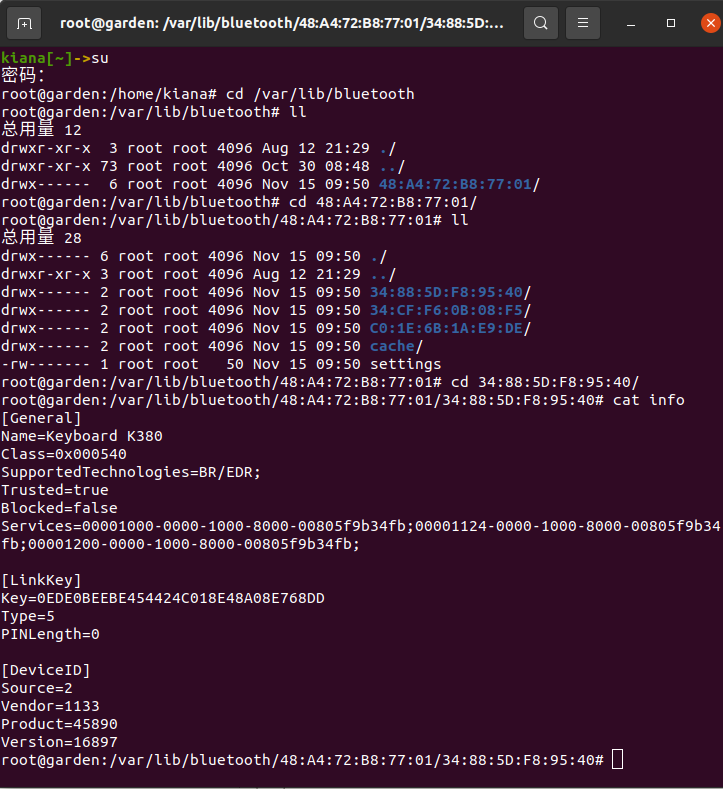 root@garden: /var/lib/bluetooth/48:A4:72:B8:77:01/34:88:5D:...
kiana[~]->su
密码:
root@garden:/home/kiana# cd /var/lib/bluetooth
root@garden:/var/lib/bluetooth# ll
总用量 12
drwxr-xr-x  3 root root 4096 Aug 12 21:29 ./
drwxr-xr-x 73 root root 4096 Oct 30 08:48 ../
drwx------  6 root root 4096 Nov 15 09:50 48:A4:72:B8:77:01/
root@garden:/var/lib/bluetooth# cd 48:A4:72:B8:77:01/
root@garden:/var/lib/bluetooth/48:A4:72:B8:77:01# ll
总用量 28
drwx------ 6 root root 4096 Nov 15 09:50 ./
drwxr-xr-x 3 root root 4096 Aug 12 21:29 ../
drwx------ 2 root root 4096 Nov 15 09:50 34:88:5D:F8:95:40/
drwx------ 2 root root 4096 Nov 15 09:50 34:CF:F6:0B:08:F5/
drwx------ 2 root root 4096 Nov 15 09:50 C0:1E:6B:1A:E9:DE/
drwx------ 2 root root 4096 Nov 15 09:50 cache/
-rw------- 1 root root   50 Nov 15 09:50 settings
root@garden:/var/lib/bluetooth/48:A4:72:B8:77:01# cd 34:88:5D:F8:95:40/
root@garden:/var/lib/bluetooth/48:A4:72:B8:77:01/34:88:5D:F8:95:40# cat info
[General]
Name=Keyboard K380
Class=0x000540
SupportedTechnologies=BR/EDR;
Trusted=true
Blocked=false
Services=00001000-0000-1000-8000-00805f9b34fb;00001124-0000-1000-8000-00805f9b34
fb;00001200-0000-1000-8000-00805f9b34fb;

[LinkKey]
Key=0EDE0BEEBE454424C018E48A08E768DD
Type=5
PINLength=0

[DeviceID]
Source=2
Vendor=1133
Product=45890
Version=16897
root@garden:/var/lib/bluetooth/48:A4:72:B8:77:01/34:88:5D:F8:95:40#